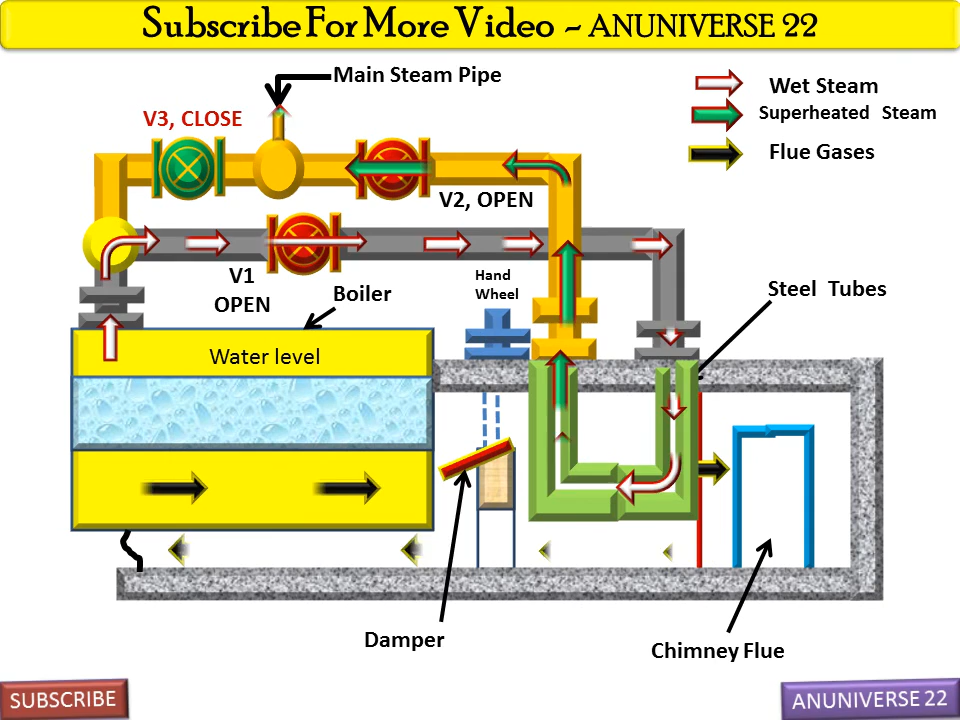 Subscribe For More Video - ANUNIVERSE 22
Main Steam Pipe
Wet Steam
Superheated Steam
Flue Gases
V3, CLOSE
V2, OPEN
V1
OPEN
Boiler
Hand
Wheel
Steel Tubes
Water level
Damper
Chimney Flue
SUBSCRIBE
ANUNIVERSE 22